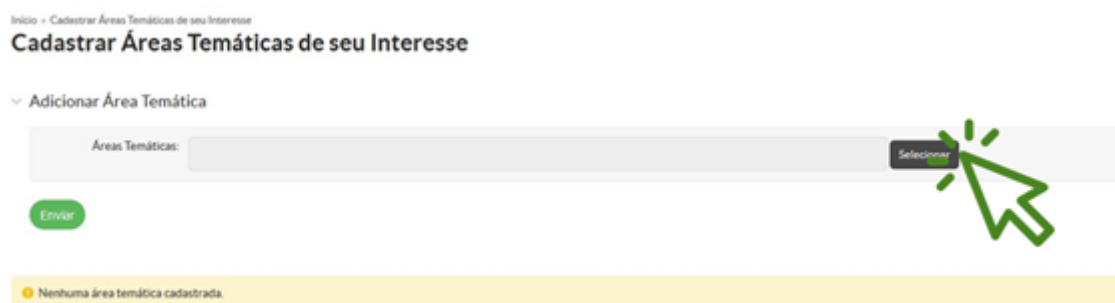 Início » Cadastrar Áreas Temáticas de seu Interesse
Cadastrar Áreas Temáticas de seu Interesse
Adicionar Área Temática
Áreas Temáticas:
Selecionar
Enviar
Nenhuma área temática cadastrada.